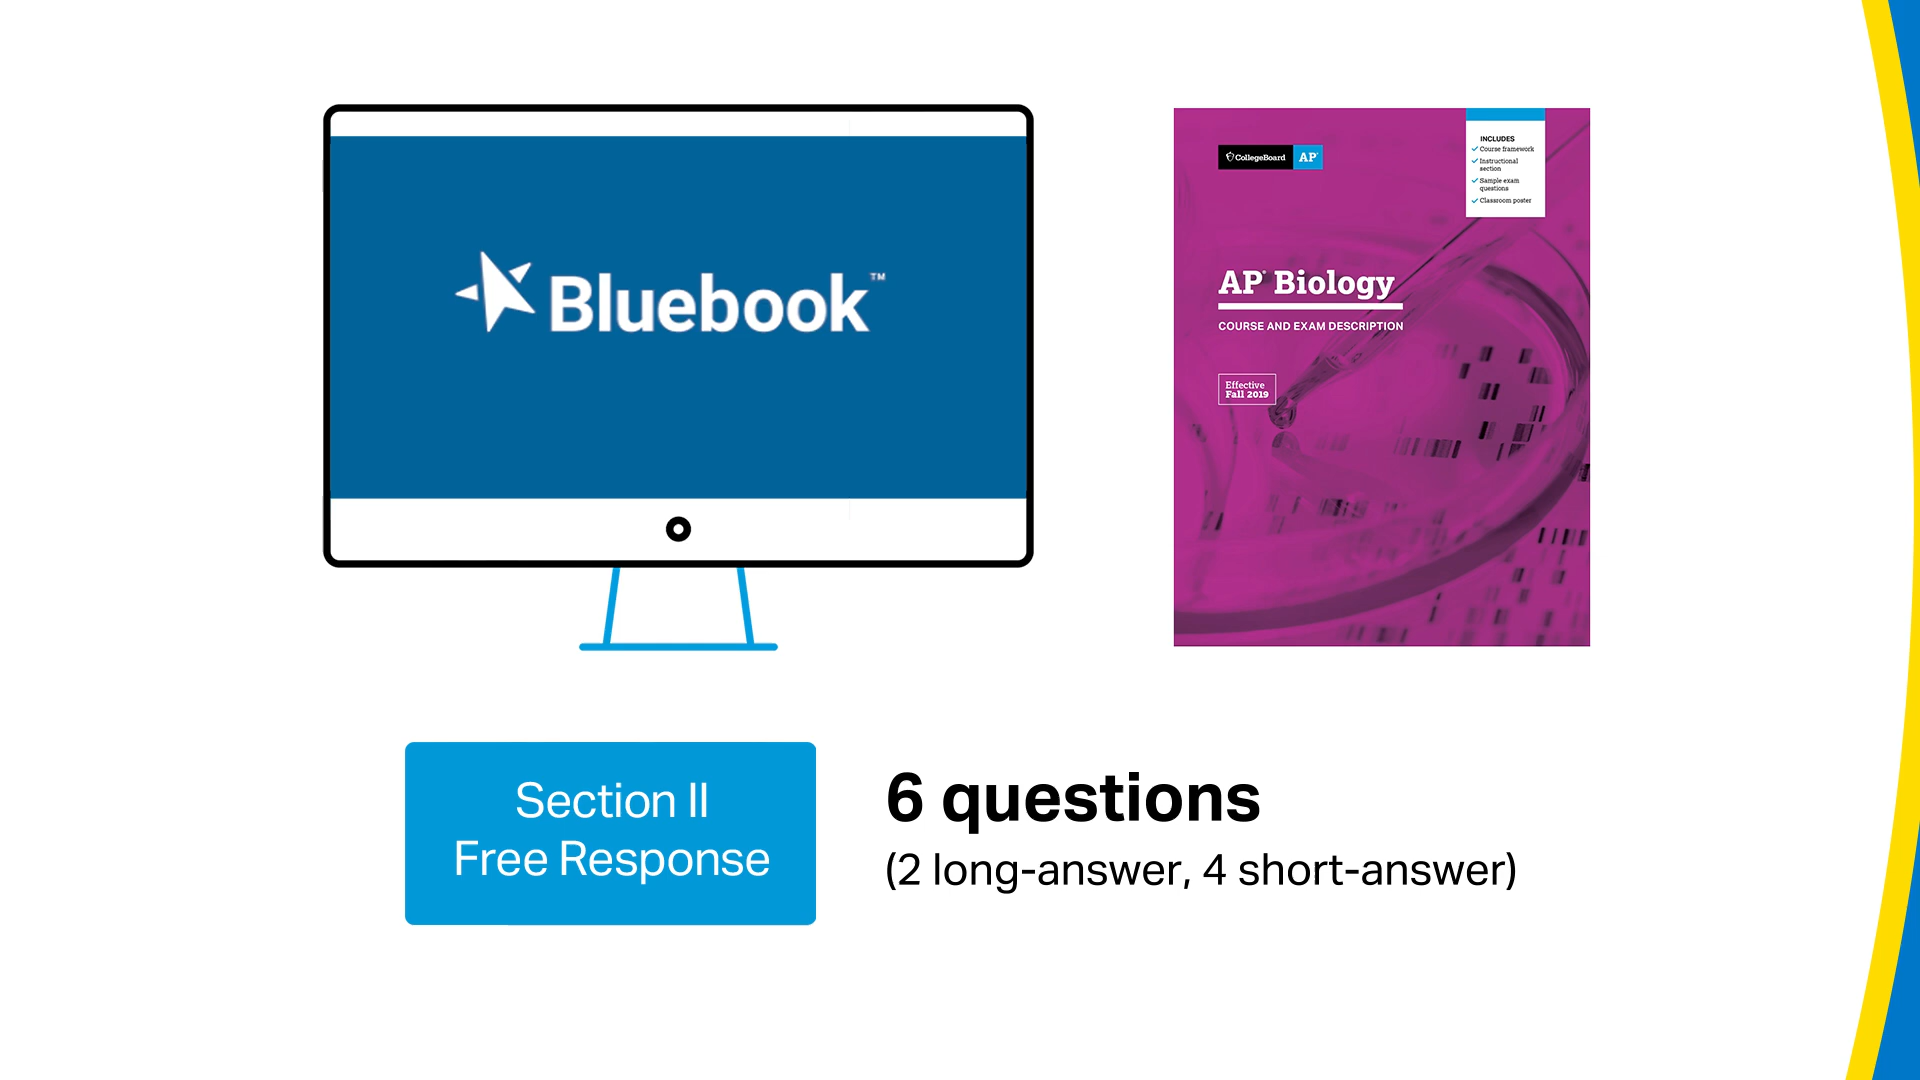 Bluebook™
CollegeBoard AP®
INCLUDES
Course framework
Instructional
section
Sample exam
questions
Classroom poster
AP® Biology
COURSE AND EXAM DESCRIPTION
Effective
Fall 2019
Section II
Free Response
6 questions
(2 long-answer, 4 short-answer)